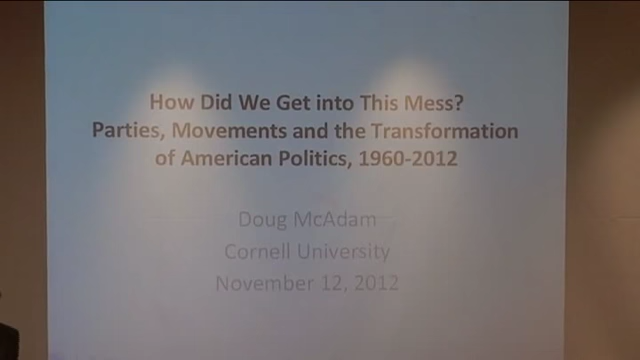 How Did We Get into This Mess?
Parties, Movements and the Transformation
of American Politics, 1960-2012
Doug McAdam
Cornell University
November 12, 2012